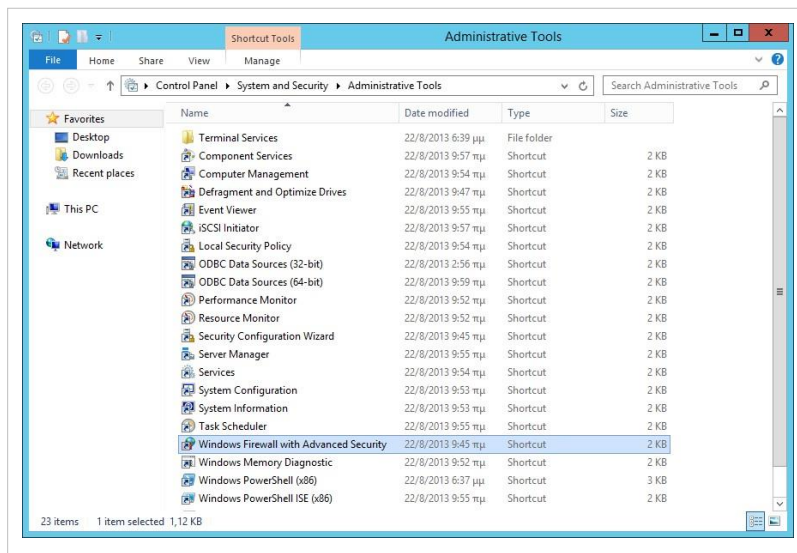 Shortcut Tools
Administrative Tools
File Home Share View Manage
Control Panel System and Security Administrative Tools
Search Administrative Tools
Name Date modified Type Size
Favorites
Desktop
Downloads
Recent places
This PC
Network
Terminal Services 22/8/2013 6:39 μμ File folder
Component Services 22/8/2013 9:57 πμ Shortcut 2 KB
Computer Management 22/8/2013 9:54 πμ Shortcut 2 KB
Defragment and Optimize Drives 22/8/2013 9:47 πμ Shortcut 2 KB
Event Viewer 22/8/2013 9:55 πμ Shortcut 2 KB
iSCSI Initiator 22/8/2013 9:57 πμ Shortcut 2 KB
Local Security Policy 22/8/2013 9:54 πμ Shortcut 2 KB
ODBC Data Sources (32-bit) 22/8/2013 2:56 πμ Shortcut 2 KB
ODBC Data Sources (64-bit) 22/8/2013 9:59 πμ Shortcut 2 KB
Performance Monitor 22/8/2013 9:52 πμ Shortcut 2 KB
Resource Monitor 22/8/2013 9:52 πμ Shortcut 2 KB
Security Configuration Wizard 22/8/2013 9:45 πμ Shortcut 2 KB
Server Manager 22/8/2013 9:55 πμ Shortcut 2 KB
Services 22/8/2013 9:54 πμ Shortcut 2 KB
System Configuration 22/8/2013 9:53 πμ Shortcut 2 KB
System Information 22/8/2013 9:53 πμ Shortcut 2 KB
Task Scheduler 22/8/2013 9:55 πμ Shortcut 2 KB
Windows Firewall with Advanced Security 22/8/2013 9:45 πμ Shortcut 2 KB
Windows Memory Diagnostic 22/8/2013 9:52 πμ Shortcut 2 KB
Windows PowerShell (x86) 22/8/2013 6:37 μμ Shortcut 3 KB
Windows PowerShell ISE (x86) 22/8/2013 9:55 πμ Shortcut 2 KB
23 items 1 item selected 1,12 KB